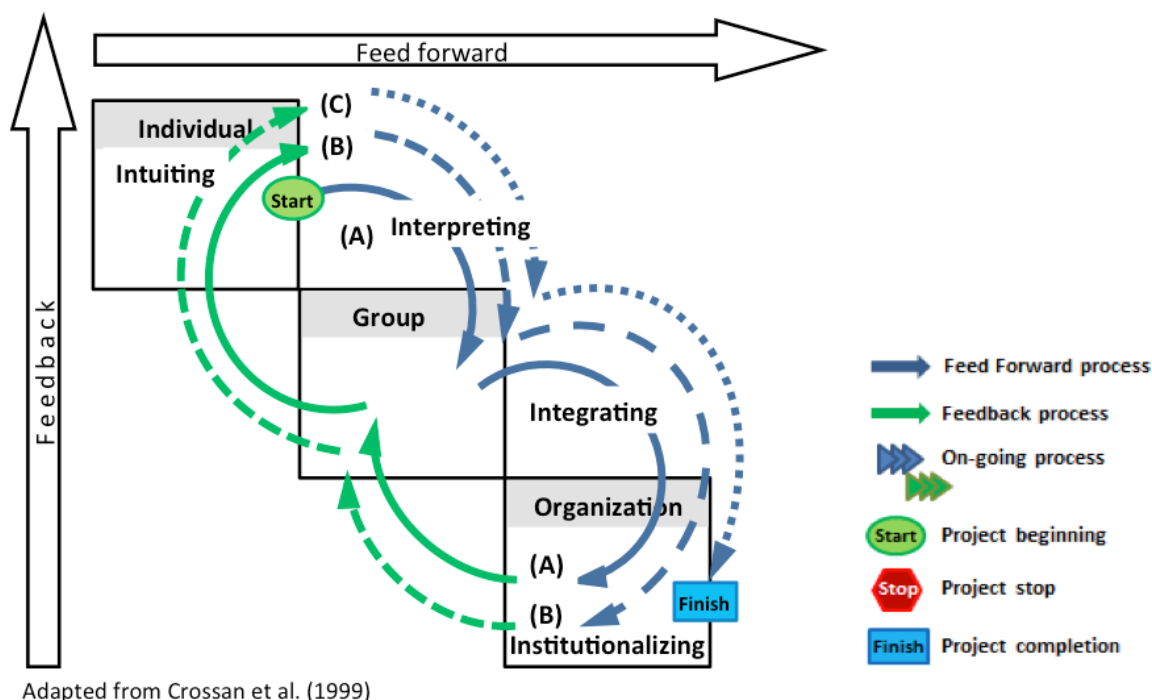 Feed forward
Feedback
(C)
Individual
(B)
Intuiting
Start
(A)
Interpreting
Group
Integrating
Organization
(A)
(B)
Finish
Institutionalizing
Feed Forward process
Feedback process
On-going process
Start Project beginning
Stop Project stop
Finish Project completion
Adapted from Crossan et al. (1999)